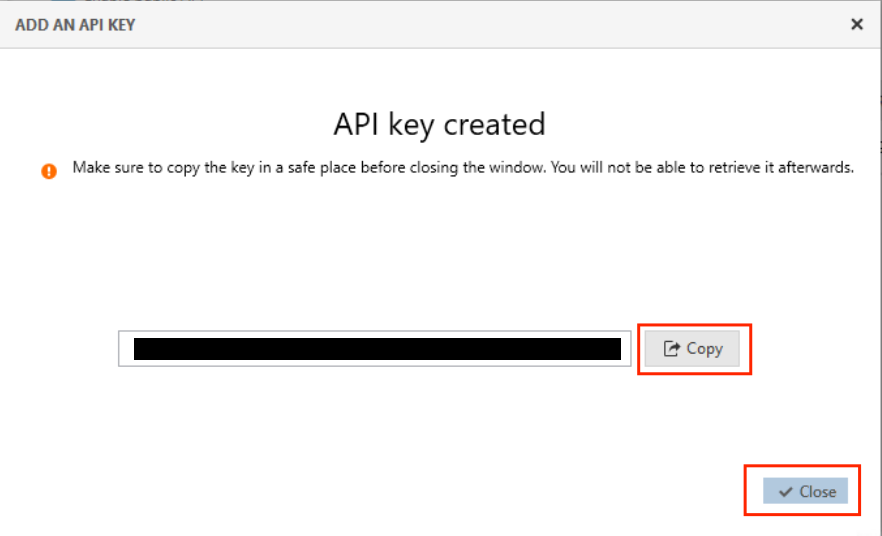 ADD AN API KEY
API key created
Make sure to copy the key in a safe place before closing the window. You will not be able to retrieve it afterwards.
Copy
Close